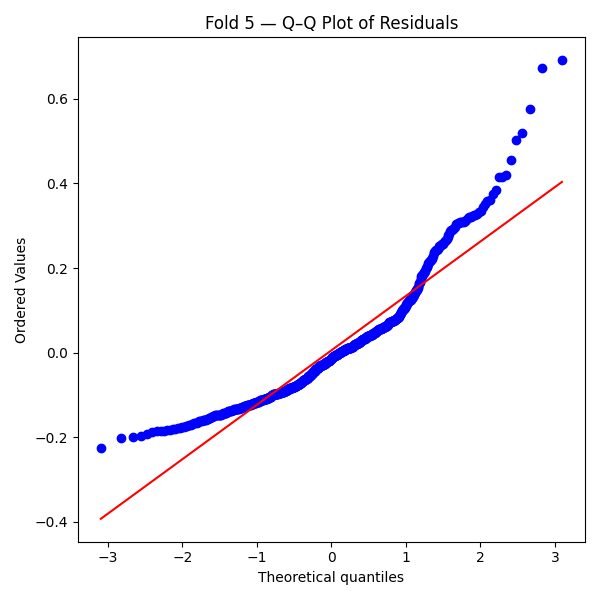 Fold 5 — Q–Q Plot of Residuals
Ordered Values
0.6
0.4
0.2
0.0
−0.2
−0.4
−3 −2 −1 0 1 2 3
Theoretical quantiles